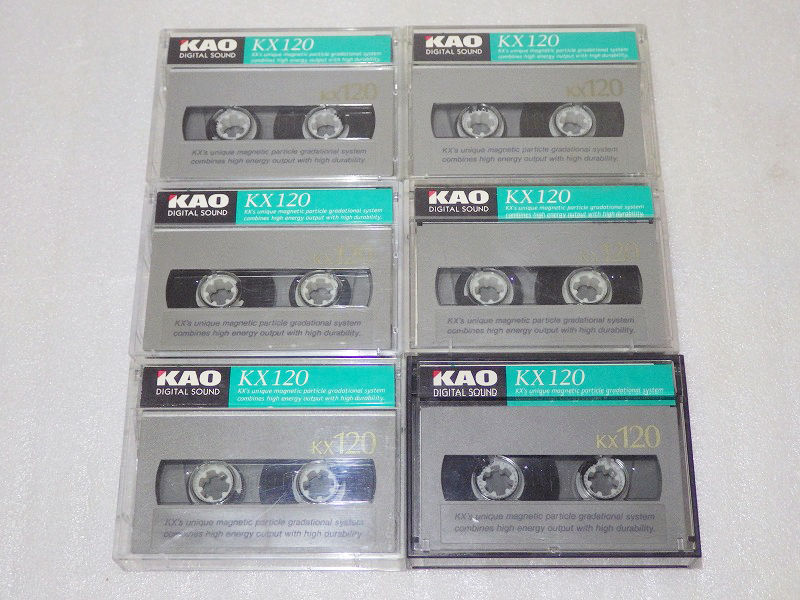 KAO
DIGITAL SOUND
KX120
KX's unique magnetic particle gradational system
combines high energy output with high durability.
KX120
KX's unique magnetic particle gradational system
combines high energy output with high durability.
KAO
DIGITAL SOUND
KX120
KX's unique magnetic particle gradational system
combines high energy output with high durability.
KX120
KX's unique magnetic particle gradational system
combines high energy output with high durability.
KAO
DIGITAL SOUND
KX120
KX's unique magnetic particle gradational system
combines high energy output with high durability.
KX120
KX's unique magnetic particle gradational system
combines high energy output with high durability.
KAO
DIGITAL SOUND
KX120
KX's unique magnetic particle gradational system
combines high energy output with high durability.
KX120
KX's unique magnetic particle gradational system
combines high energy output with high durability.
KAO
DIGITAL SOUND
KX120
KX's unique magnetic particle gradational system
combines high energy output with high durability.
KX120
KX's unique magnetic particle gradational system
combines high energy output with high durability.
KAO
DIGITAL SOUND
KX120
KX's unique magnetic particle gradational system
KX120
KX's unique magnetic particle gradational system
combines high energy output with high durability.